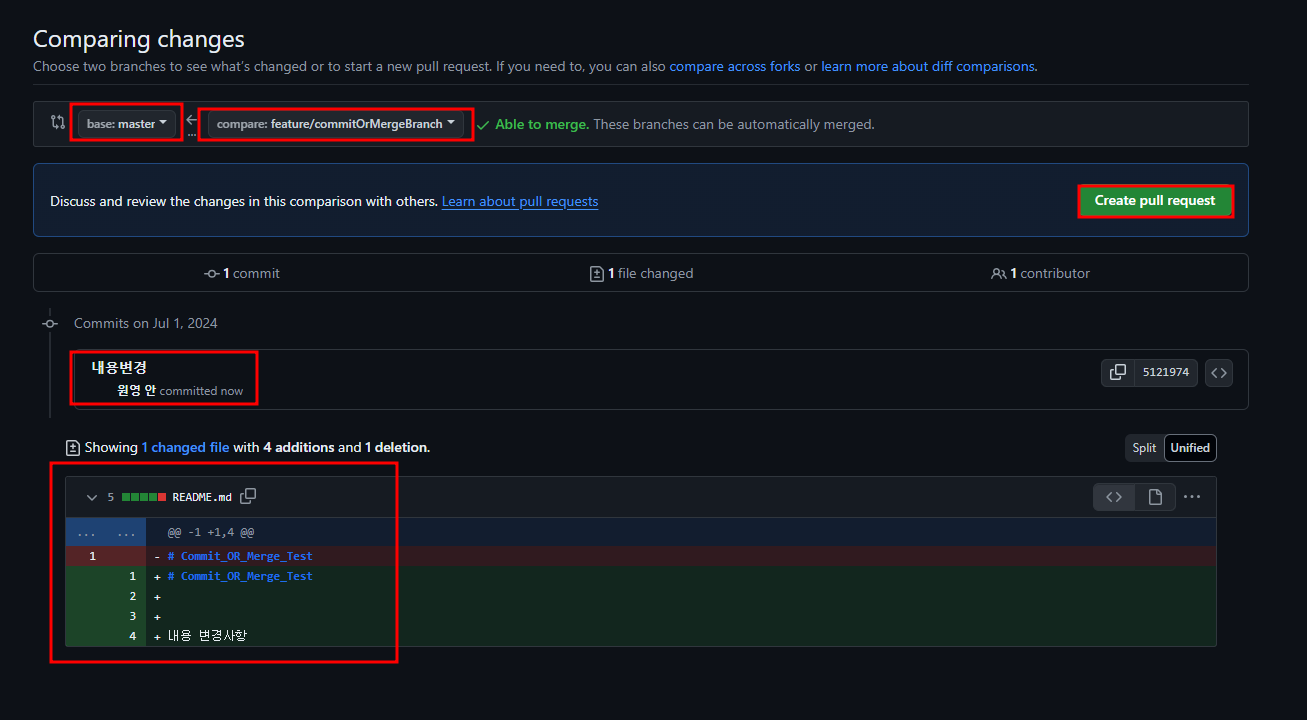 Comparing changes
Choose two branches to see what's changed or to start a new pull request. If you need to, you can also compare across forks or learn more about diff comparisons.
base: master compare: feature/commitOrMergeBranch Able to merge. These branches can be automatically merged.
Discuss and review the changes in this comparison with others. Learn about pull requests Create pull request
1 commit 1 file changed 1 contributor
Commits on Jul 1, 2024
내용변경
원영 안 committed now 5121974
Showing 1 changed file with 4 additions and 1 deletion. Split Unified
5 README.md
... ... @@ -1 +1,4 @@
1 - # Commit_OR_Merge_Test
1 + # Commit_OR_Merge_Test
2 +
3 +
4 + 내용 변경사항